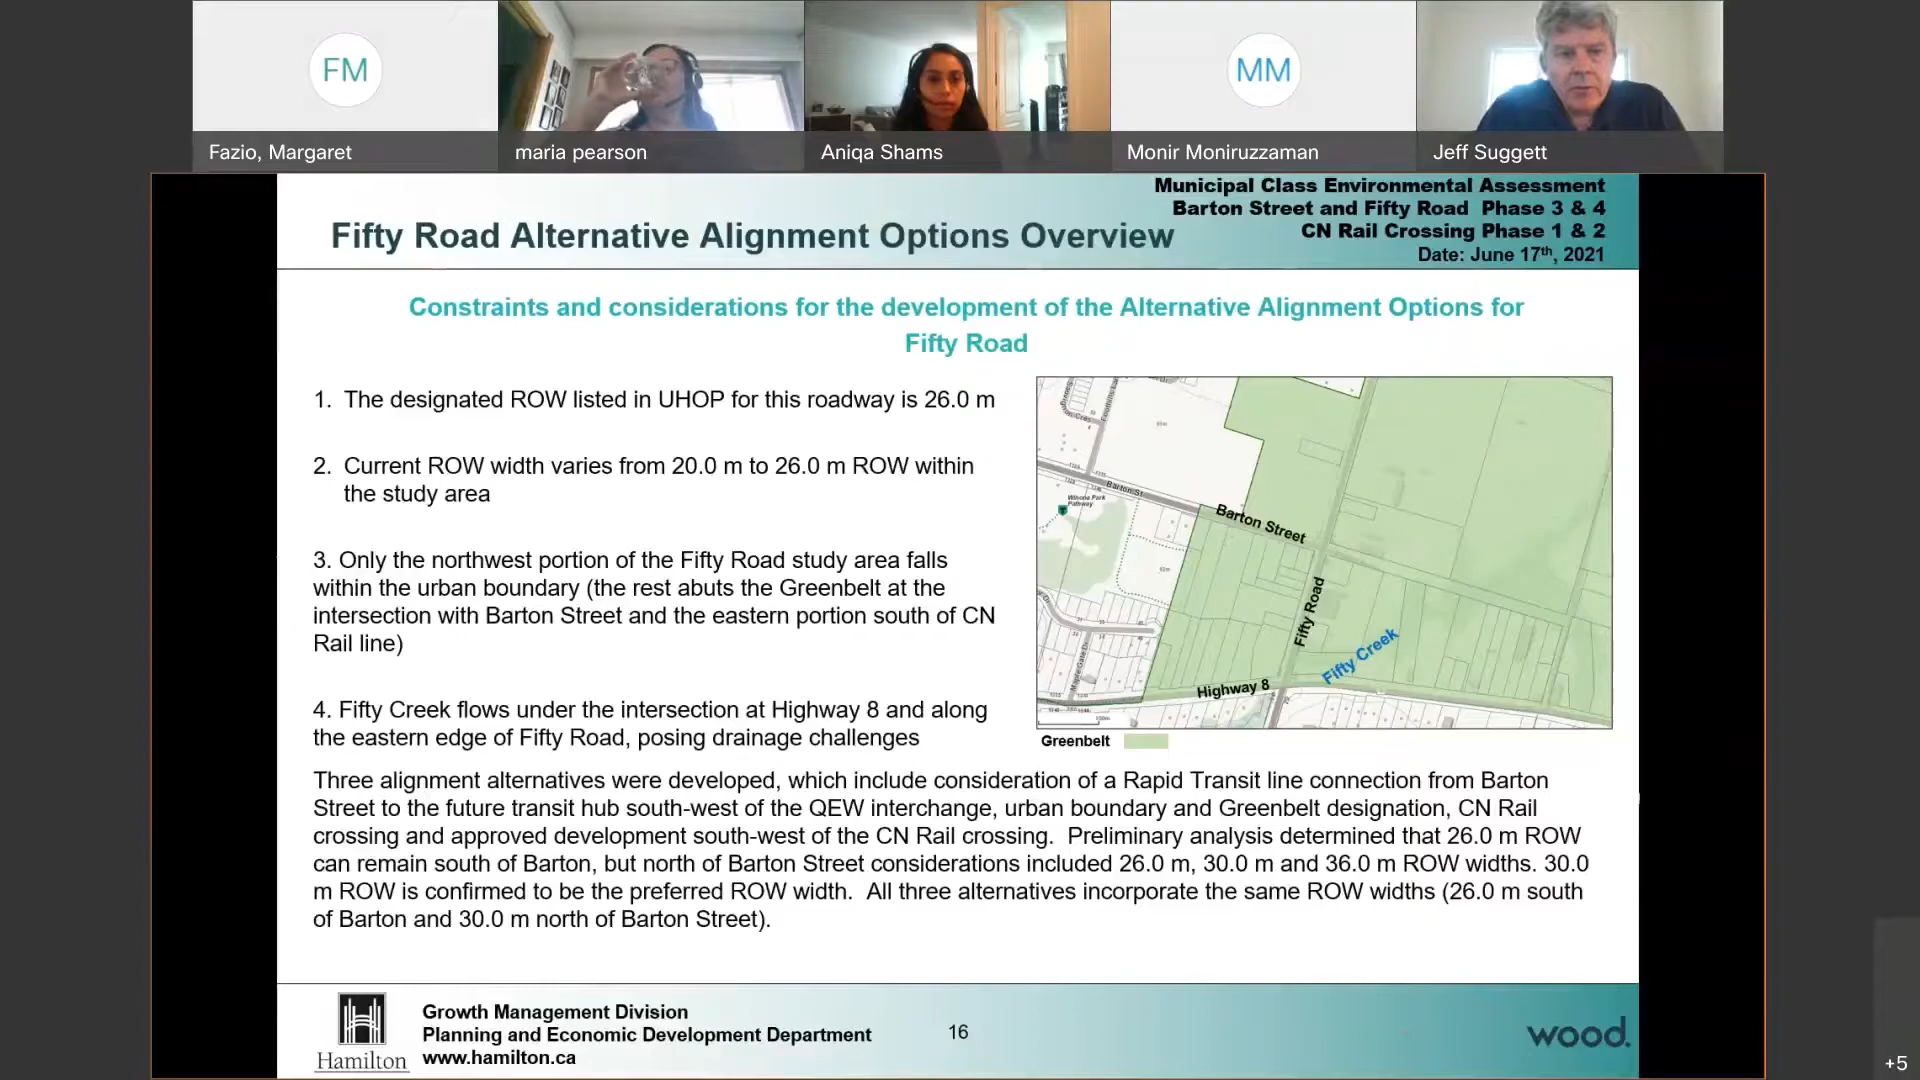 FM
MM
Fazio, Margaret
maria pearson
Aniqa Shams
Monir Moniruzzaman
Jeff Suggett
Municipal Class Environmental Assessment
Barton Street and Fifty Road Phase 3 & 4
CN Rail Crossing Phase 1 & 2
Date: June 17th, 2021
Fifty Road Alternative Alignment Options Overview
Constraints and considerations for the development of the Alternative Alignment Options for
Fifty Road
1. The designated ROW listed in UHOP for this roadway is 26.0 m
2. Current ROW width varies from 20.0 m to 26.0 m ROW within
the study area
3. Only the northwest portion of the Fifty Road study area falls
within the urban boundary (the rest abuts the Greenbelt at the
intersection with Barton Street and the eastern portion south of CN
Rail line)
4. Fifty Creek flows under the intersection at Highway 8 and along
the eastern edge of Fifty Road, posing drainage challenges
Barton St
Winona Park
Pathway
Barton Street
Fifty Road
Fifty Creek
Highway 8
Greenbelt
Three alignment alternatives were developed, which include consideration of a Rapid Transit line connection from Barton
Street to the future transit hub south-west of the QEW interchange, urban boundary and Greenbelt designation, CN Rail
crossing and approved development south-west of the CN Rail crossing. Preliminary analysis determined that 26.0 m ROW
can remain south of Barton, but north of Barton Street considerations included 26.0 m, 30.0 m and 36.0 m ROW widths. 30.0
m ROW is confirmed to be the preferred ROW width. All three alternatives incorporate the same ROW widths (26.0 m south
of Barton and 30.0 m north of Barton Street).
Hamilton
Growth Management Division
Planning and Economic Development Department
www.hamilton.ca
16
wood.
+5